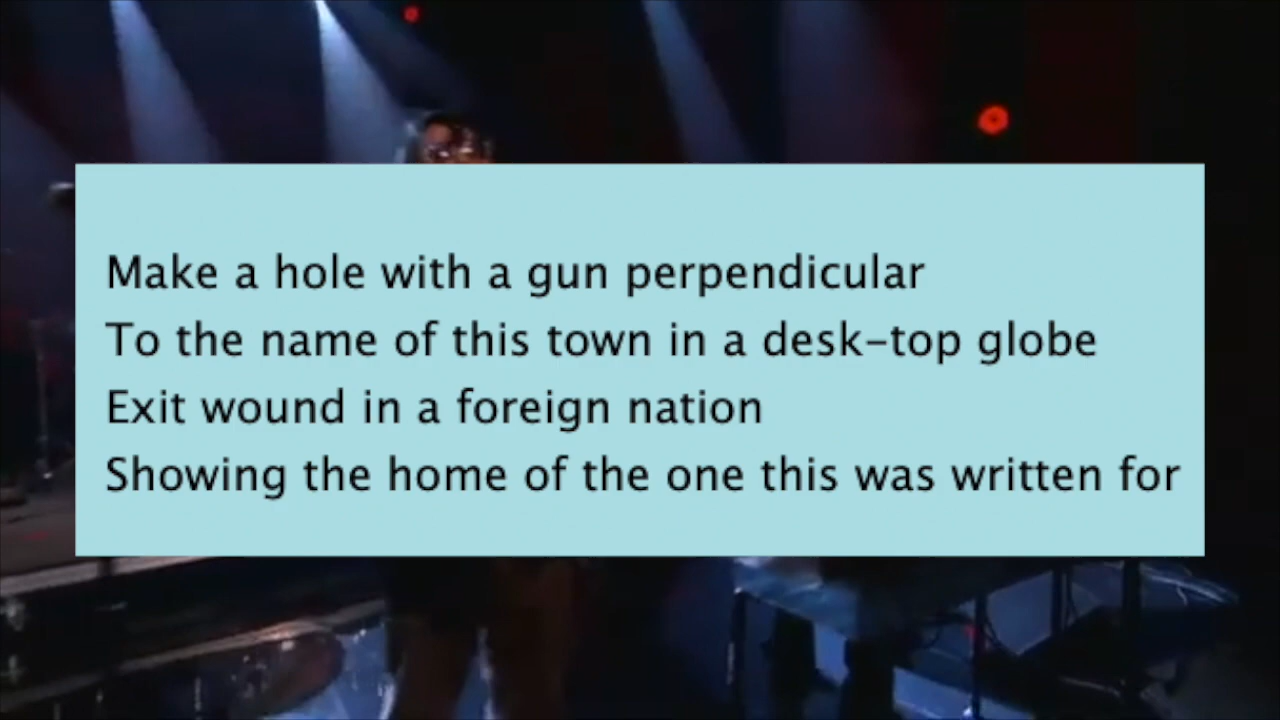 Make a hole with a gun perpendicular
To the name of this town in a desk-top globe
Exit wound in a foreign nation
Showing the home of the one this was written for